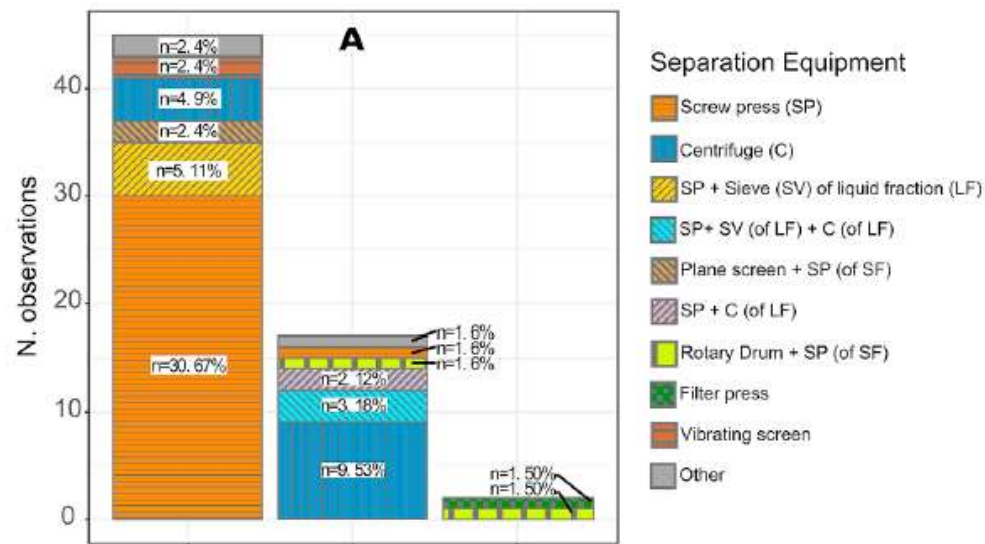 A
N. observations
40
30
20
10
0
n=2. 4%
n=2. 4%
n=4. 9%
n=2. 4%
n=5. 11%
n=30. 67%
n=1. 6%
n=1. 6%
n=1. 6%
n=2. 12%
n=3. 18%
n=9. 53%
n=1. 50%
n=1. 50%
Separation Equipment
Screw press (SP)
Centrifuge (C)
SP + Sieve (SV) of liquid fraction (LF)
SP+ SV (of LF) + C (of LF)
Plane screen + SP (of SF)
SP + C (of LF)
Rotary Drum + SP (of SF)
Filter press
Vibrating screen
Other